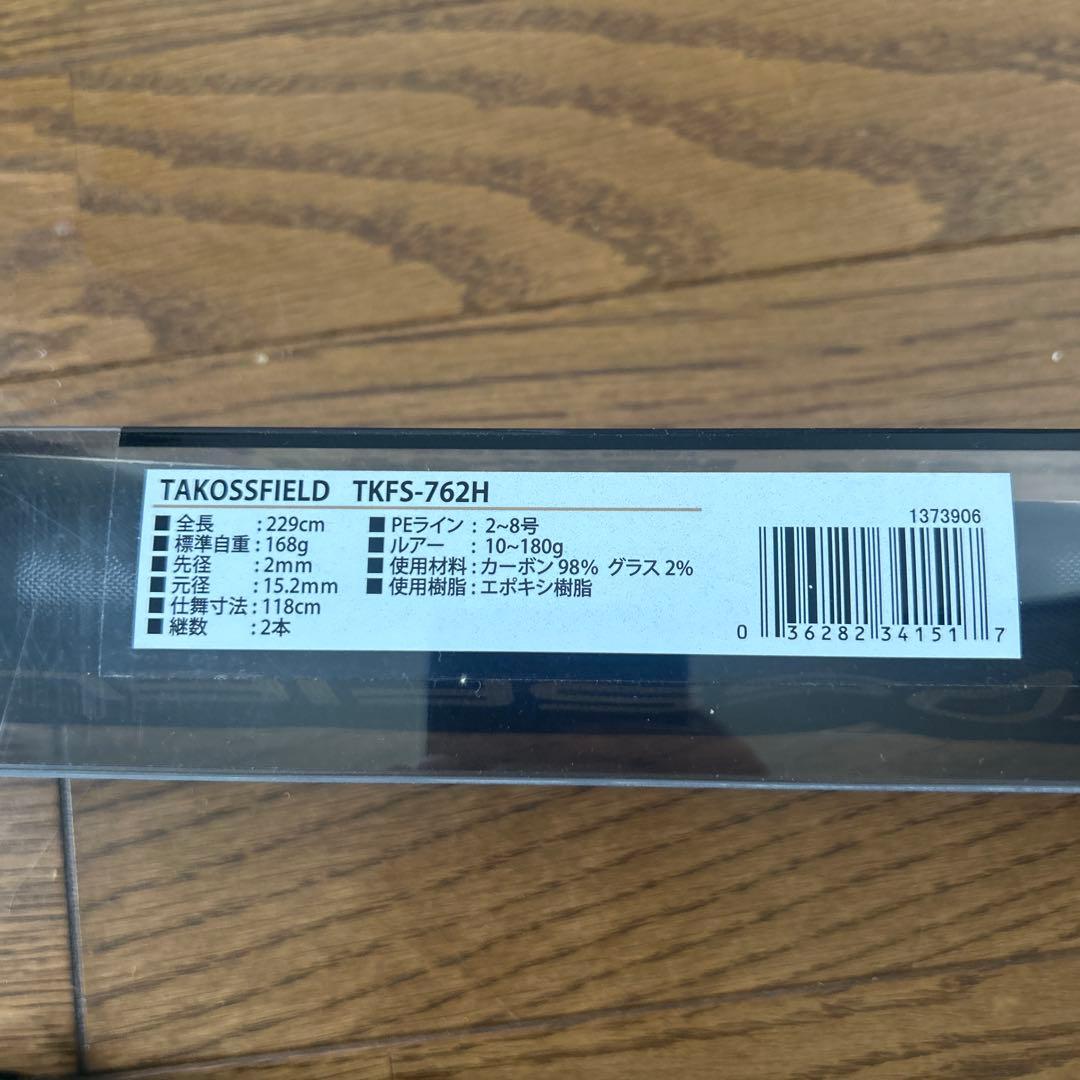 TAKOSSFIELD TKFS-762H
■ 全長 : 229cm
■ 標準自重 : 168g
■ 先径 : 2mm
■ 元径 : 15.2mm
■ 仕舞寸法 : 118cm
■ 継数 : 2本
■ PEライン : 2~8号
■ ルアー : 10~180g
■ 使用材料 : カーボン 98% グラス 2%
■ 使用樹脂 : エポキシ樹脂
1373906
0 36282 34151 7